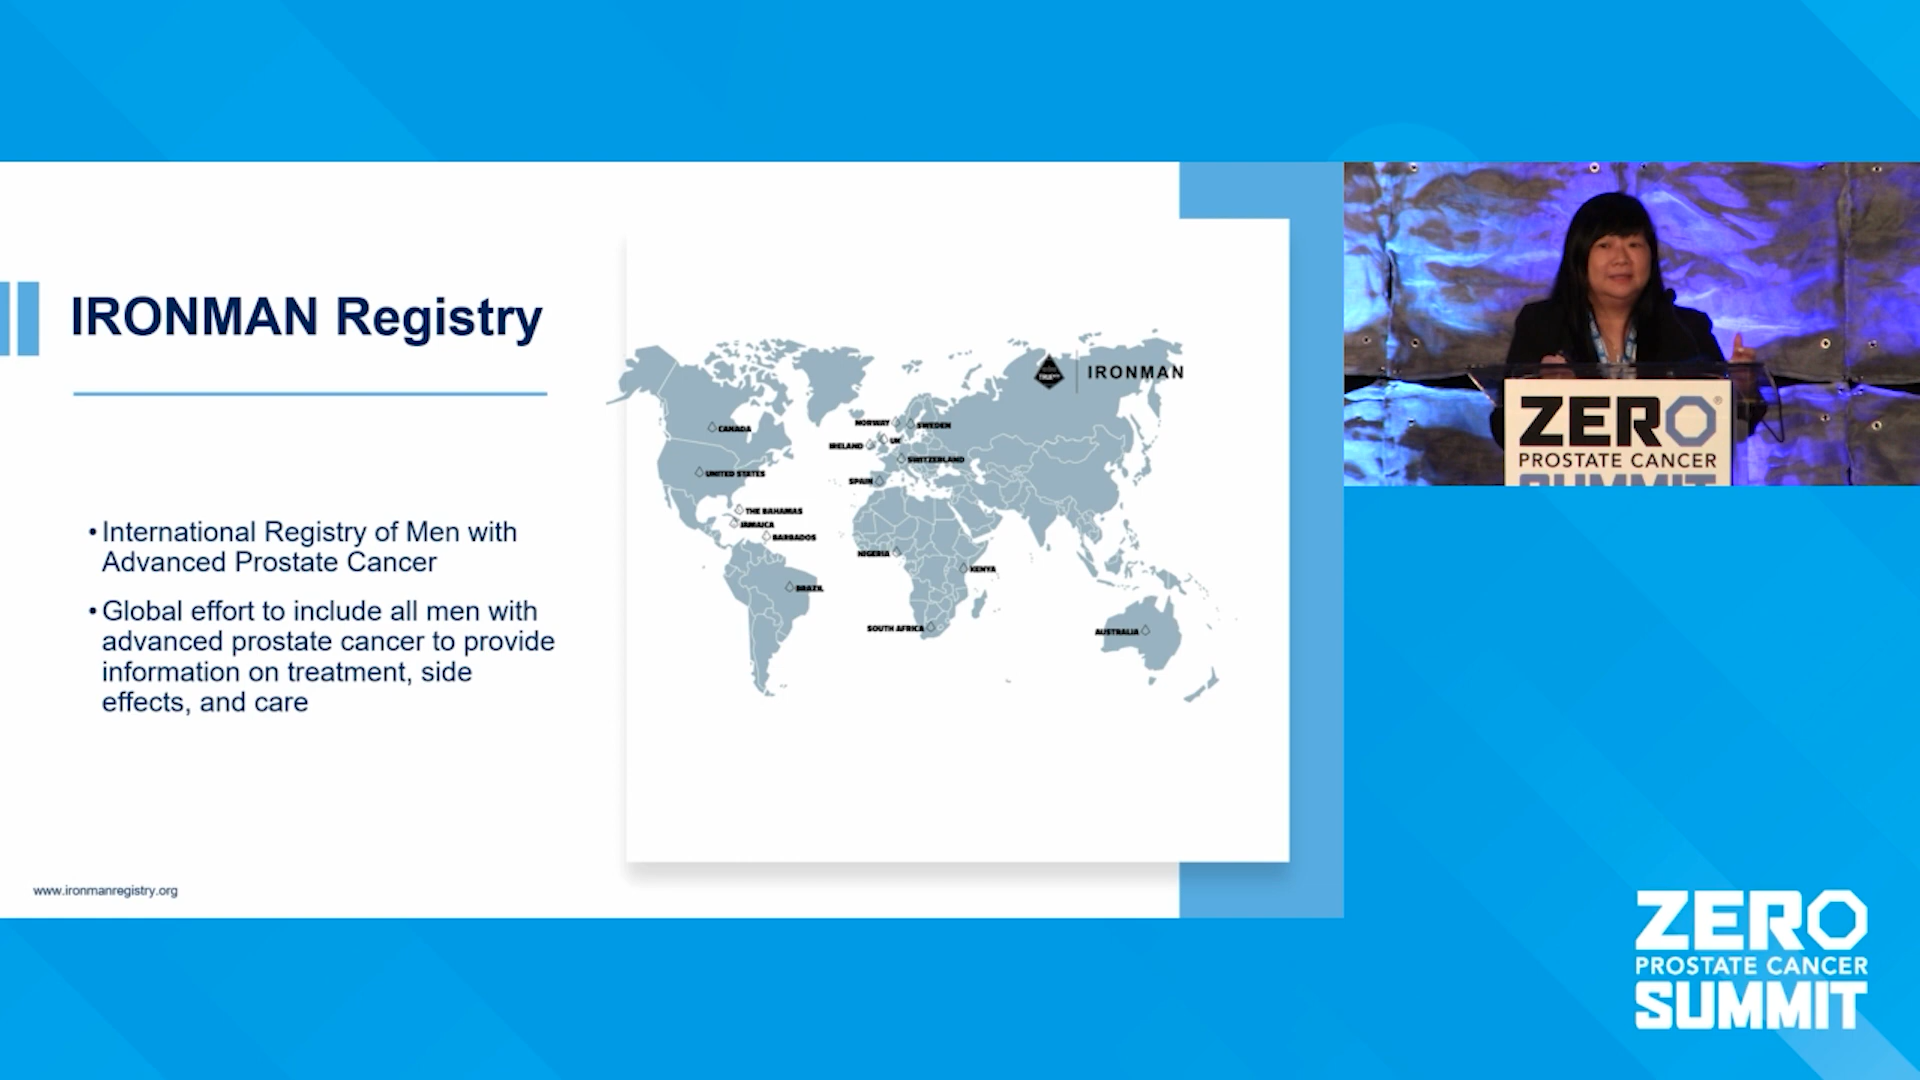 IRONMAN Registry
•International Registry of Men with
Advanced Prostate Cancer
•Global effort to include all men with
advanced prostate cancer to provide
information on treatment, side
effects, and care
www.ironmanregistry.org
IRONMAN
CANADA
UNITED STATES
THE BAHAMAS
JAMAICA
BARBADOS
BRAZIL
NORWAY
SWEDEN
IRELAND
UK
SWITZERLAND
SPAIN
NIGERIA
KENYA
SOUTH AFRICA
AUSTRALIA
ZERO®
PROSTATE CANCER
SUMMIT
ZERO
PROSTATE CANCER
SUMMIT